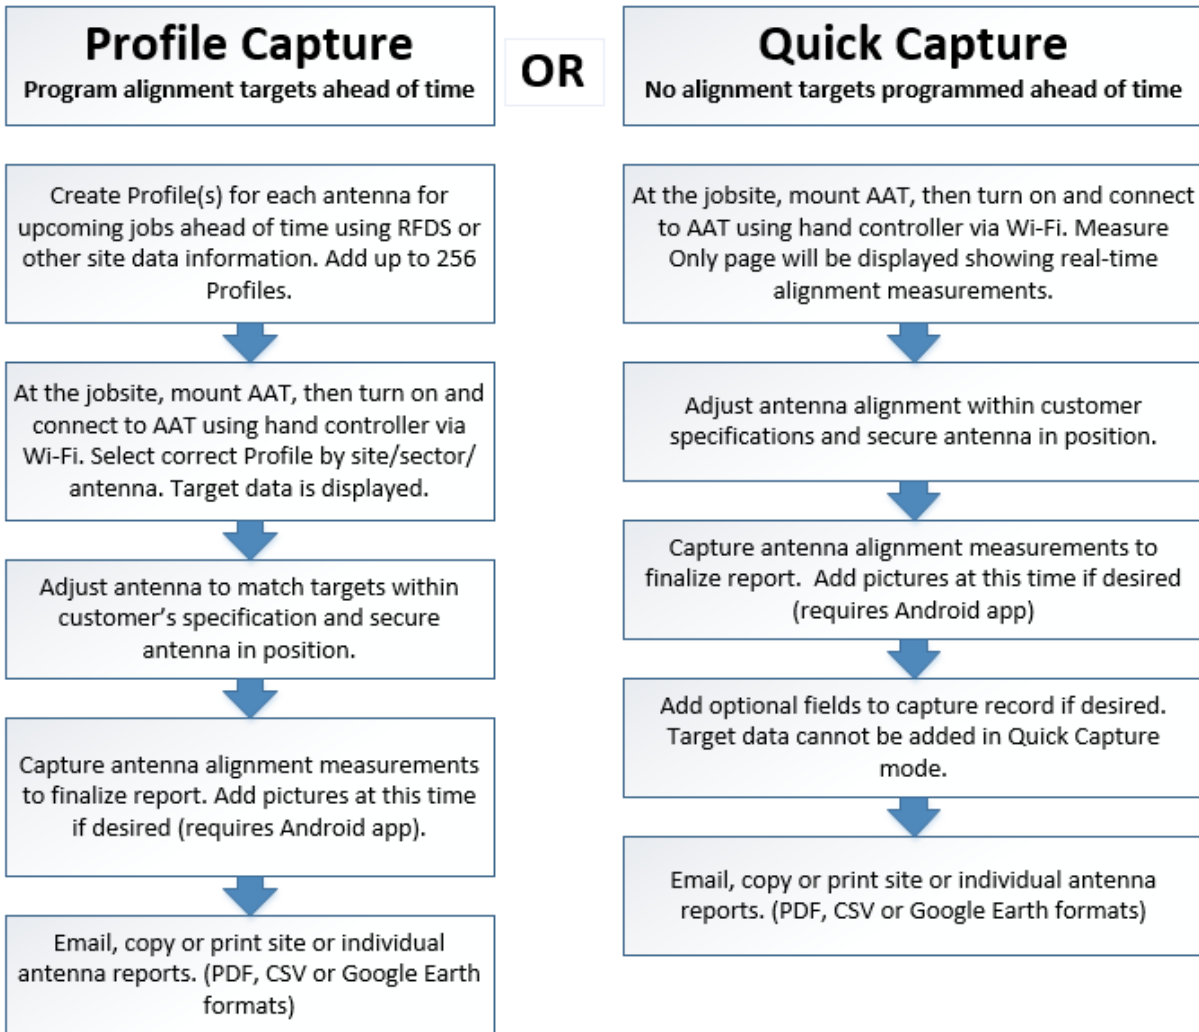 Profile Capture
Program alignment targets ahead of time
OR
Quick Capture
No alignment targets programmed ahead of time
Create Profile(s) for each antenna for
upcoming jobs ahead of time using RFDS or
other site data information. Add up to 256
Profiles.
At the jobsite, mount AAT, then turn on and
connect to AAT using hand controller via
Wi-Fi. Select correct Profile by site/sector/
antenna. Target data is displayed.
Adjust antenna to match targets within
customer’s specification and secure
antenna in position.
Capture antenna alignment measurements
to finalize report. Add pictures at this time
if desired (requires Android app).
Email, copy or print site or individual
antenna reports. (PDF, CSV or Google Earth
formats)
At the jobsite, mount AAT, then turn on and connect
to AAT using hand controller via Wi-Fi. Measure
Only page will be displayed showing real-time
alignment measurements.
Adjust antenna alignment within customer
specifications and secure antenna in position.
Capture antenna alignment measurements to
finalize report.  Add pictures at this time if desired
(requires Android app)
Add optional fields to capture record if desired.
Target data cannot be added in Quick Capture
mode.
Email, copy or print site or individual antenna
reports. (PDF, CSV or Google Earth formats)